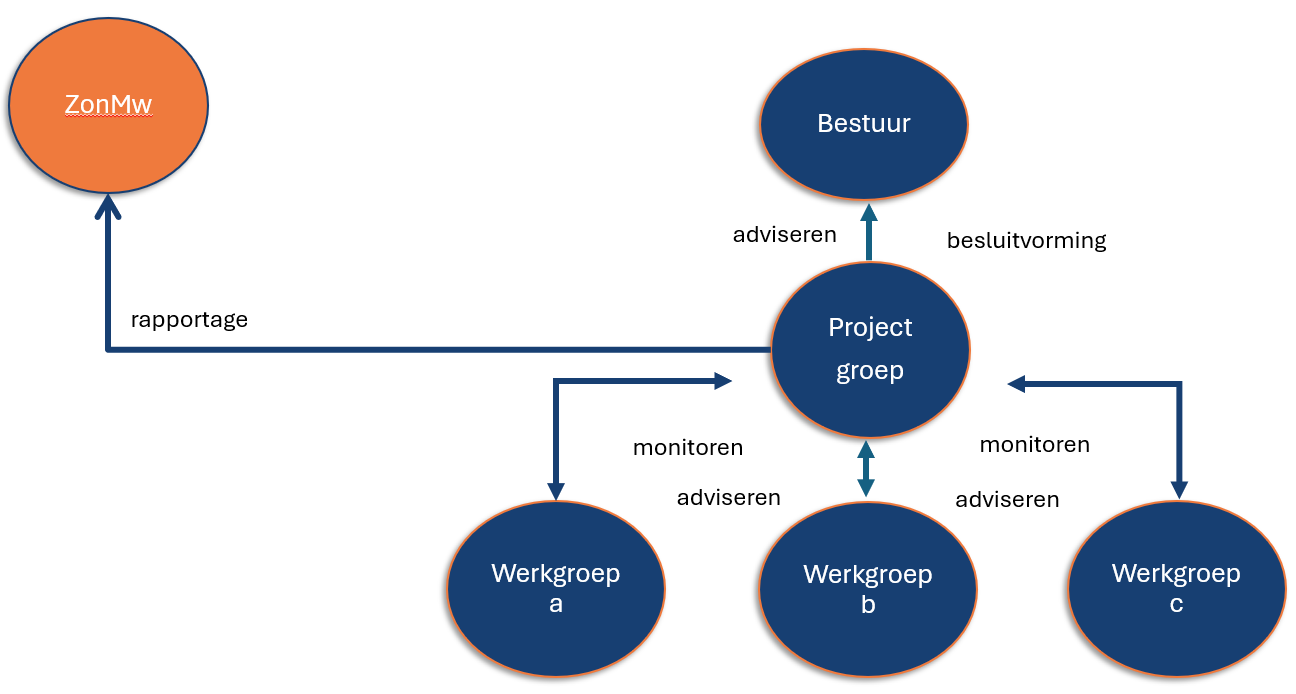 ZonMw
Bestuur
adviseren
besluitvorming
rapportage
Project
groep
monitoren
monitoren
adviseren
adviseren
Werkgroep
a
Werkgroep
b
Werkgroep
c